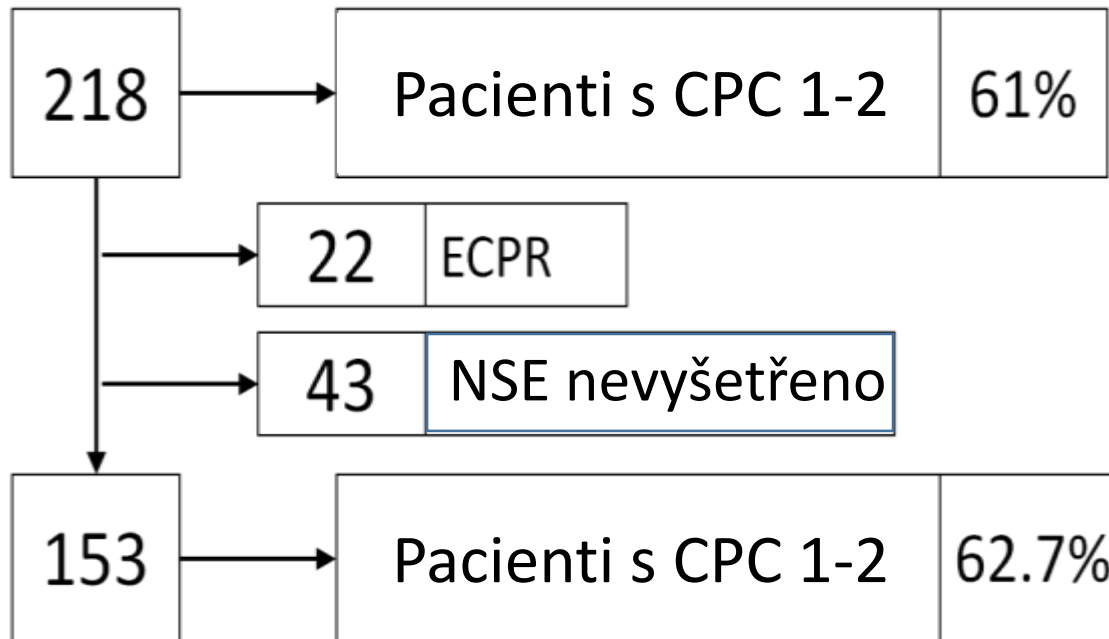 218 Pacienti s CPC 1-2 61%
22 ECPR
43 NSE nevyšetřeno
153 Pacienti s CPC 1-2 62.7%